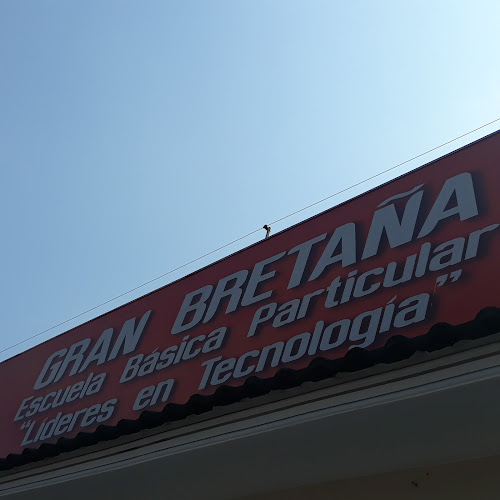 GRAN BRETAÑA
Escuela Básica Particular
"Líderes en Tecnología"